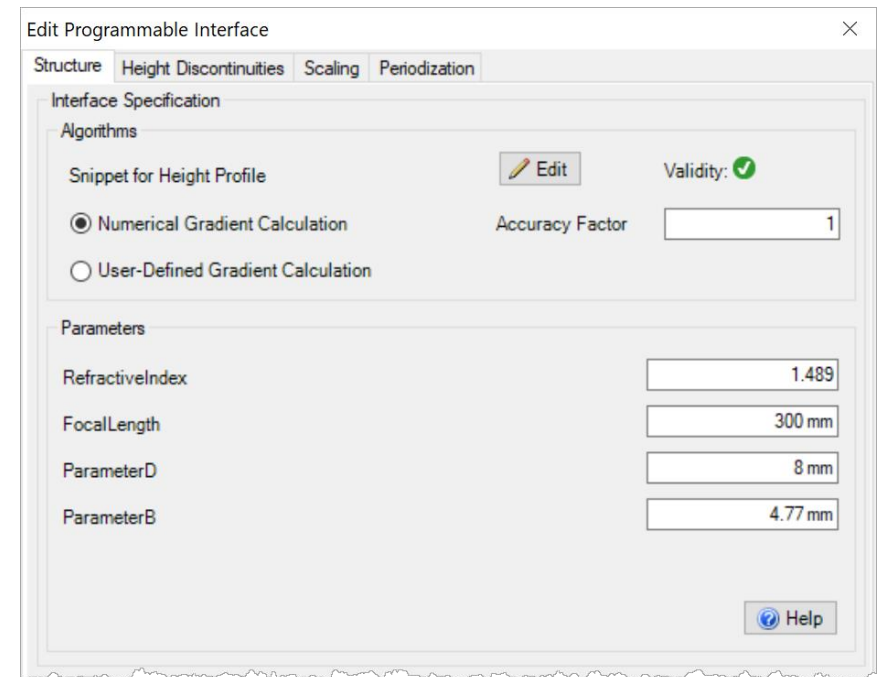 Edit Programmable Interface
Structure Height Discontinuities Scaling Periodization
Interface Specification
Algorithms
Snippet for Height Profile Edit Validity:
Numerical Gradient Calculation Accuracy Factor 1
User-Defined Gradient Calculation
Parameters
RefractiveIndex 1.489
FocalLength 300 mm
ParameterD 8 mm
ParameterB 4.77 mm
Help